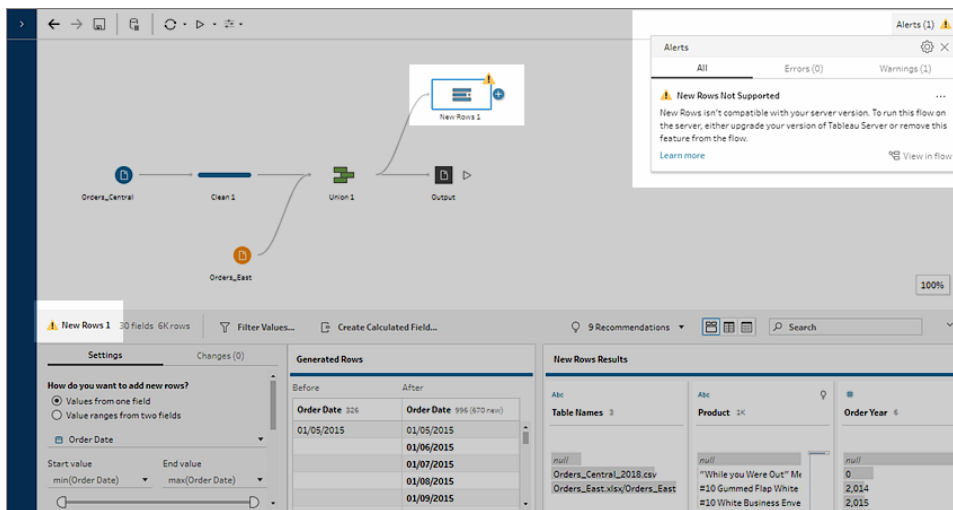 Alerts (1)
Alerts
All Errors (0) Warnings (1)
New Rows Not Supported ...
New Rows isn't compatible with your server version. To run this flow on
the server, either upgrade your version of Tableau Server or remove this
feature from the flow.
Learn more View in flow
New Rows 1
Orders_Central Clean 1 Union 1 Output
Orders_East
100%
New Rows 1 30 fields 6K rows Filter Values... Create Calculated Field... 9 Recommendations Search
Settings Changes (0) Generated Rows New Rows Results
How do you want to add new rows?
Values from one field
Value ranges from two fields
Order Date
Start value End value
min(Order Date) max(Order Date)
Before After
Order Date 326 Order Date 996 (670 new)
01/05/2015 01/05/2015
01/06/2015
01/07/2015
01/08/2015
01/09/2015
Abc Abc #
Table Names 3 Product 1K Order Year 6
null null null
Orders_Central_2018.csv "While you Were Out" Me 0
Orders_East.xlsx/Orders_East #10 Gummed Flap White 2,014
#10 White Business Enve 2,015